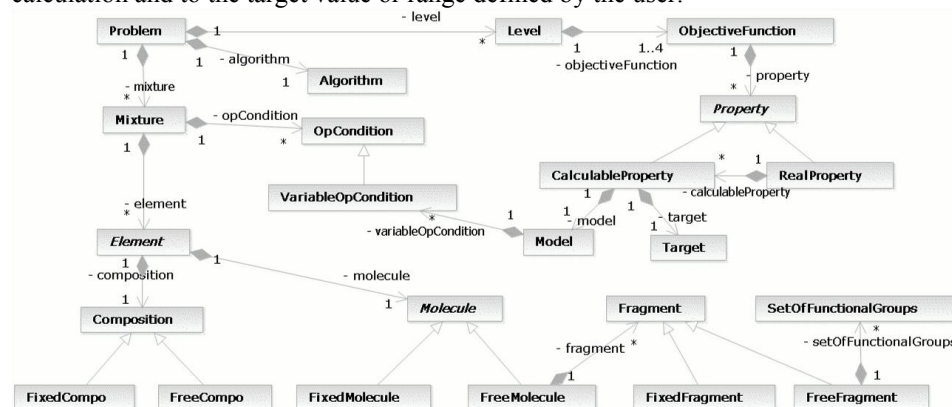 calculation and to the target value or range defined by the user.
- level
Problem 1 * Level 1 1..4 ObjectiveFunction
- objectiveFunction
1 1 - algorithm 1
1 Algorithm
- property
- mixture
* *
Property
Mixture 1 - opCondition * OpCondition
1
CalculableProperty * 1 RealProperty
- calculableProperty
VariableOpCondition
1 1
- element
*
* 1 1 - model - target
- variableOpCondition 1
Element 1 Model Target
1
- composition
- molecule
1 1
Molecule Fragment SetOfFunctionalGroups
Composition
- fragment * *
- setOfFunctionalGroups
1 1
FixedCompo FreeCompo FixedMolecule FreeMolecule FixedFragment FreeFragment